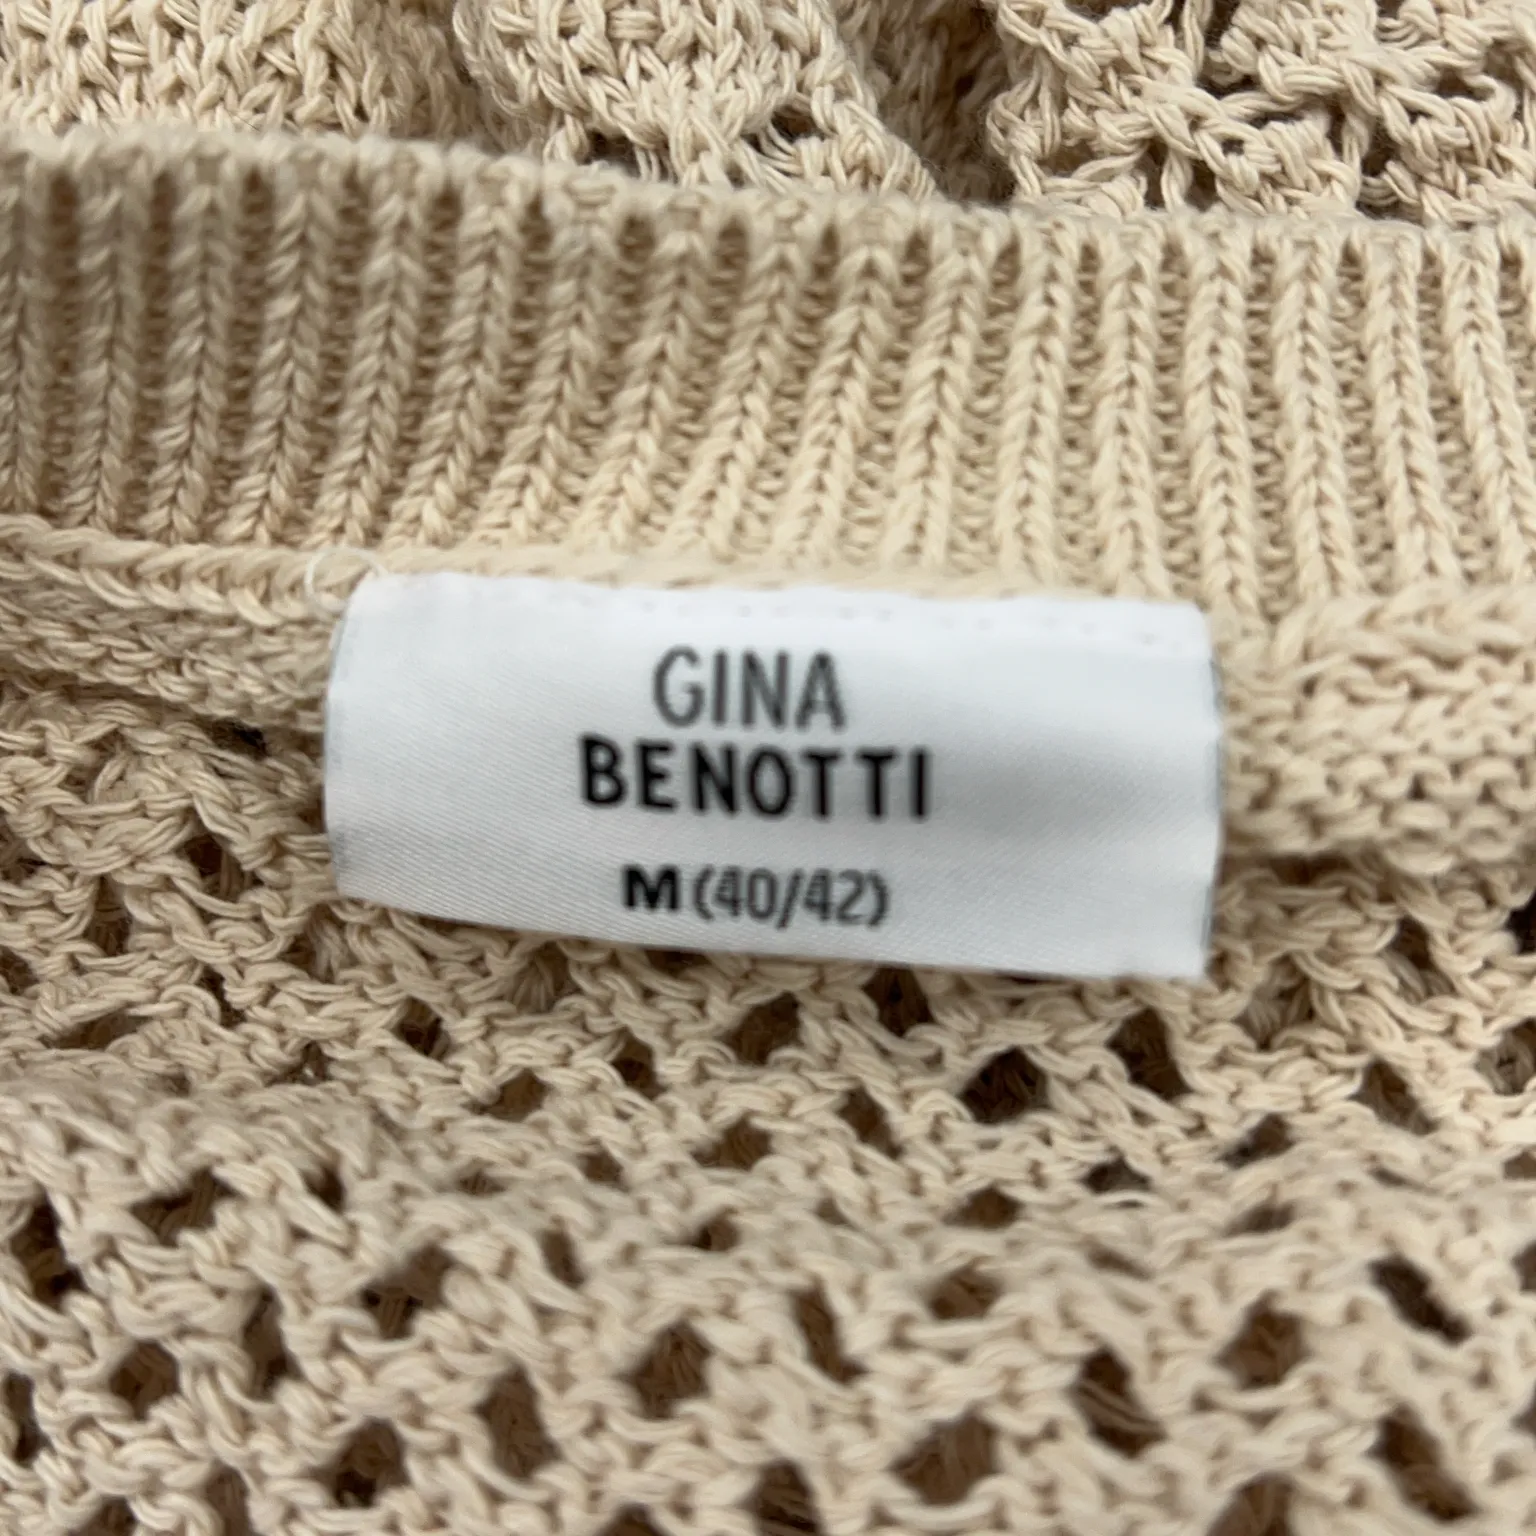 GINA
BENOTTI
M (40/42)